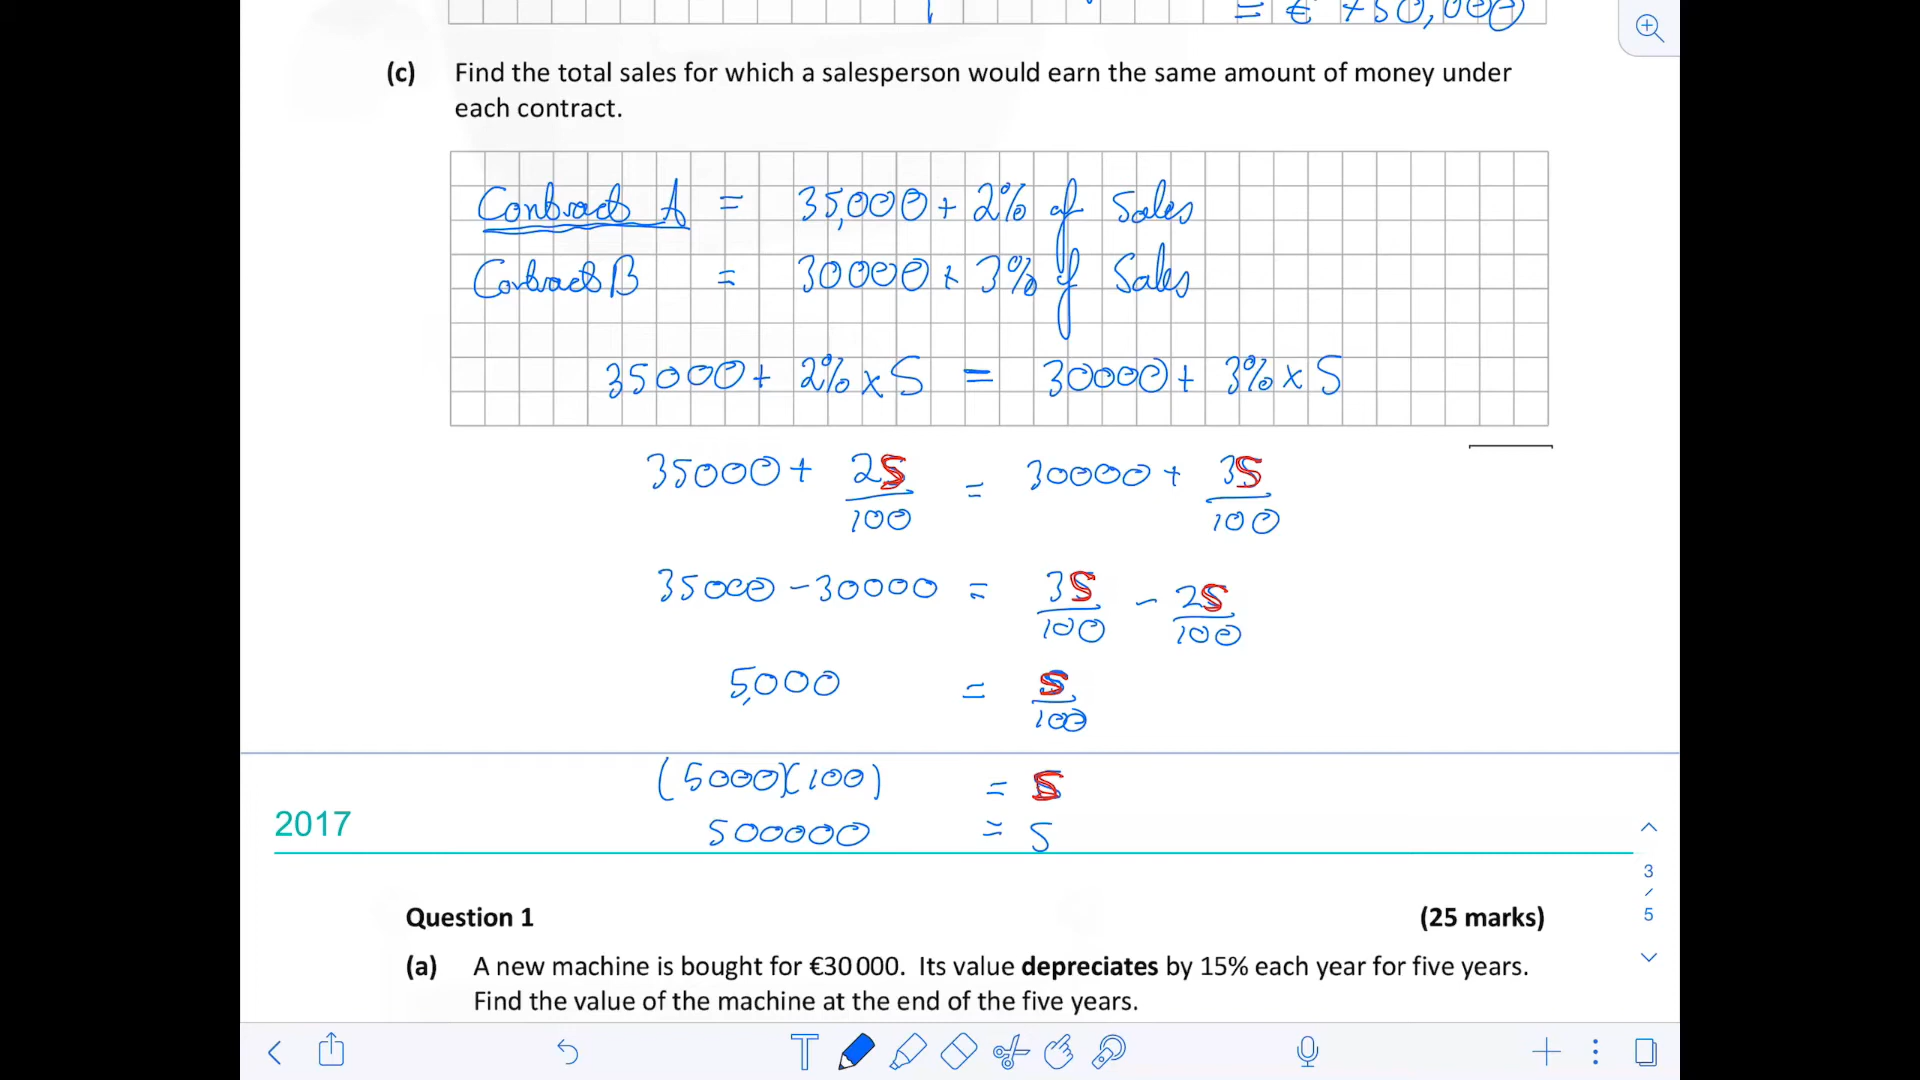 = € 750,000
(c) Find the total sales for which a salesperson would earn the same amount of money under
each contract.
Contract A = 35,000 + 2% of Sales
Contract B = 30000 + 3% of Sales
35000 + 2% x S = 30000 + 3% x S
35000 + 2S/100 = 30000 + 3S/100
35000 - 30000 = 3S/100 - 2S/100
5,000 = S/100
(5000)(100) = S
2017
500000 = S
3
/
5
Question 1 (25 marks)
(a) A new machine is bought for €30 000. Its value depreciates by 15% each year for five years.
Find the value of the machine at the end of the five years.